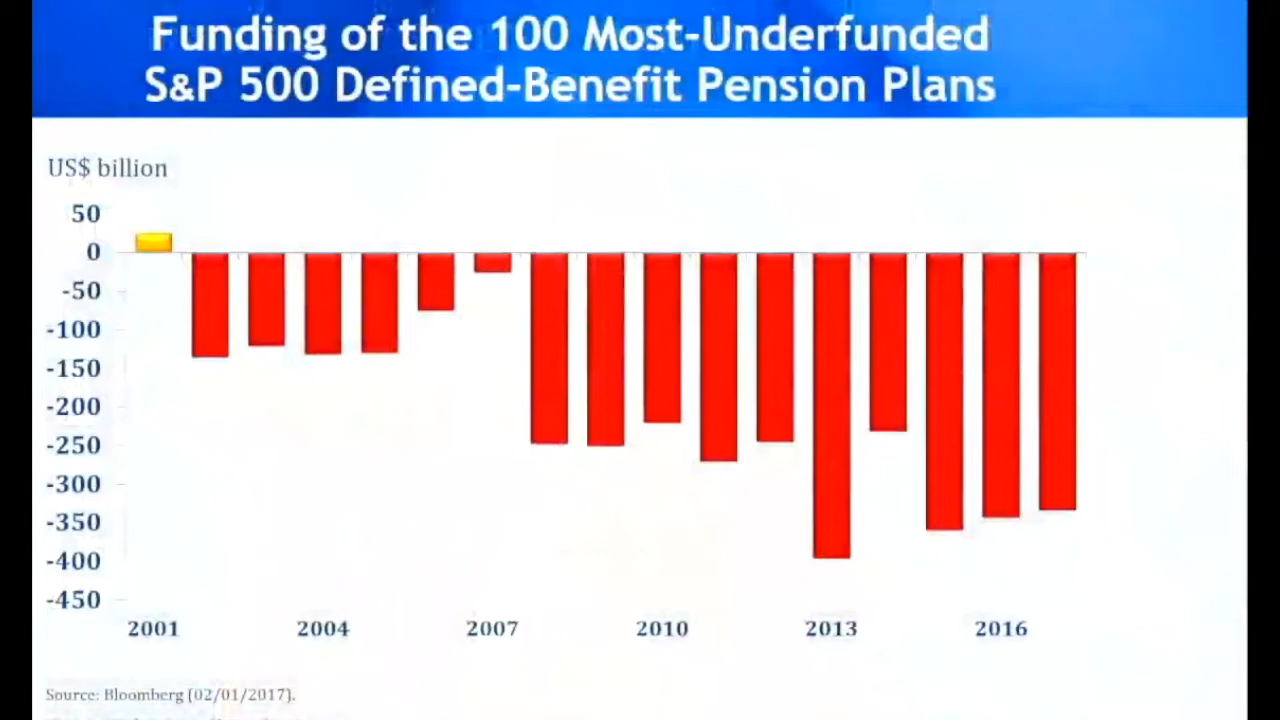 Funding of the 100 Most-Underfunded
S&P 500 Defined-Benefit Pension Plans
US$ billion
50
0
-50
-100
-150
-200
-250
-300
-350
-400
-450
2001 2004 2007 2010 2013 2016
Source: Bloomberg (02/01/2017).